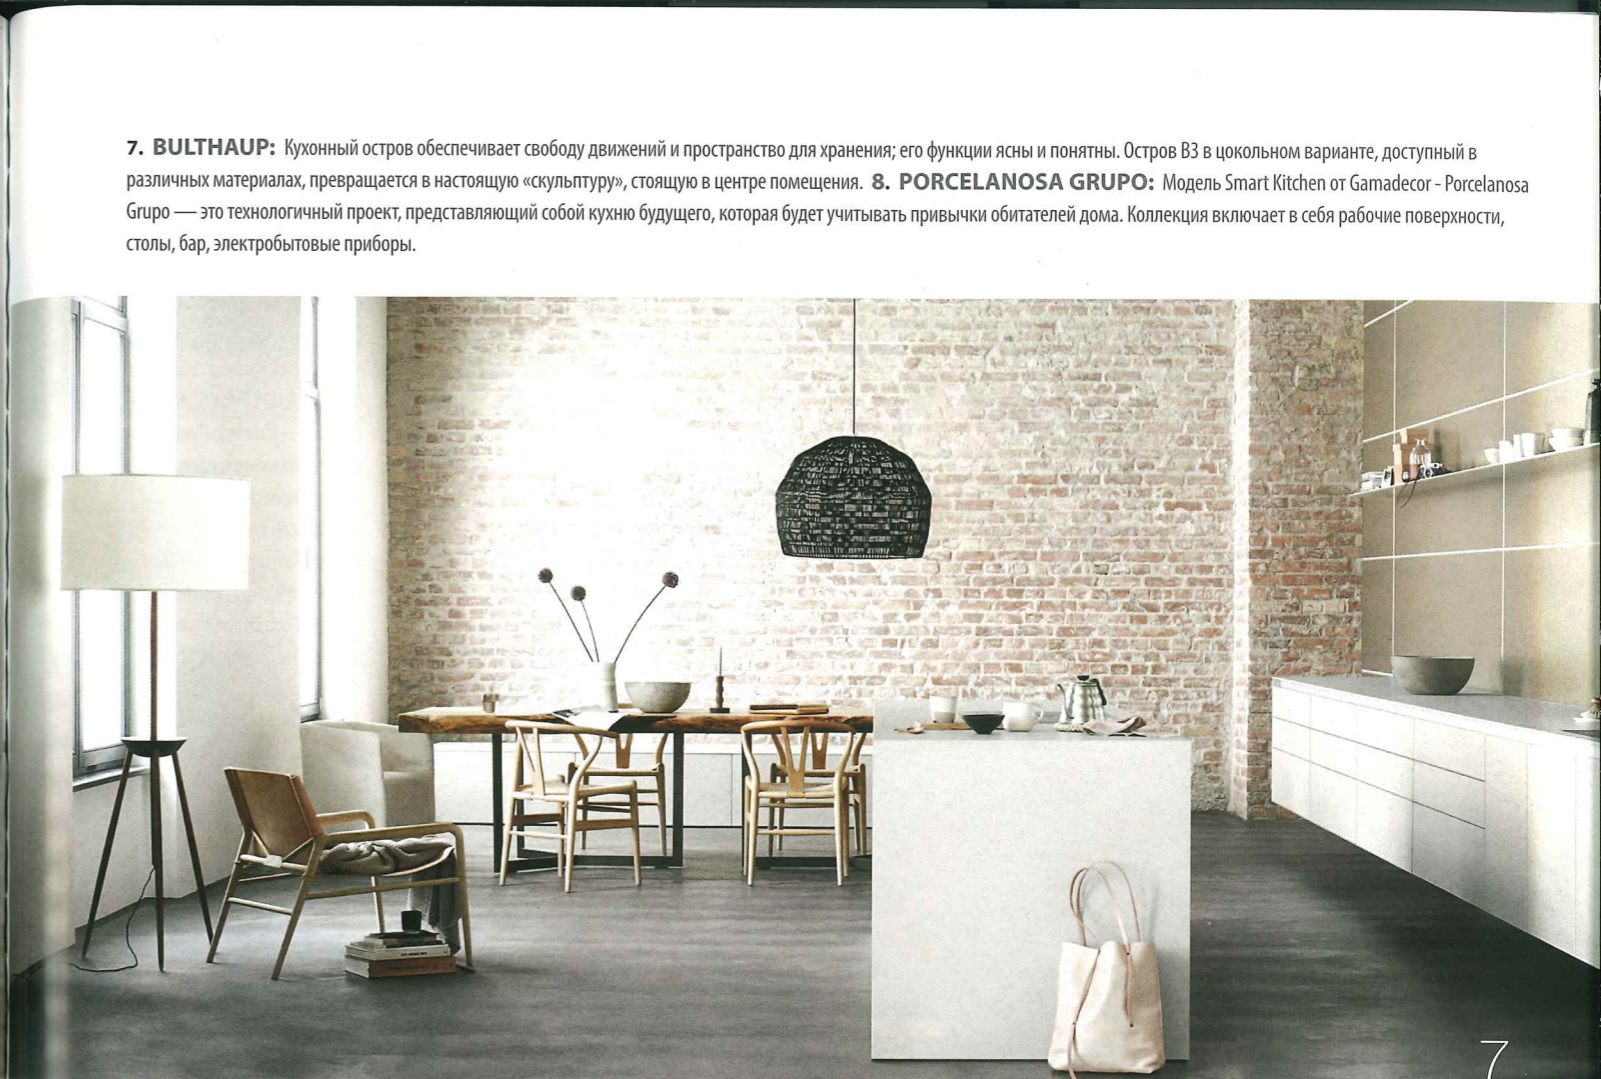 7. BULTHAUP: Кухонный остров обеспечивает свободу движений и пространство для хранения; его функции ясны и понятны. Остров B3 в цокольном варианте, доступный в
различных материалах, превращается в настоящую «скульптуру», стоящую в центре помещения. 8. PORCELANOSA GRUPO: Модель Smart Kitchen от Gamadecor - Porcelanosa
Grupo — это технологичный проект, представляющий собой кухню будущего, которая будет учитывать привычки обитателей дома. Коллекция включает в себя рабочие поверхности,
столы, бар, электробытовые приборы.
7